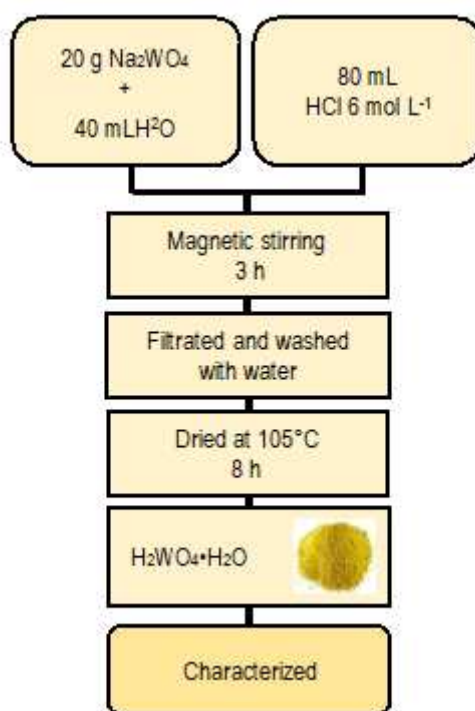 20 g Na₂WO₄
+
40 mLH²O
80 mL
HCl 6 mol L⁻¹
Magnetic stirring
3 h
Filtrated and washed
with water
Dried at 105°C
8 h
H₂WO₄•H₂O
Characterized